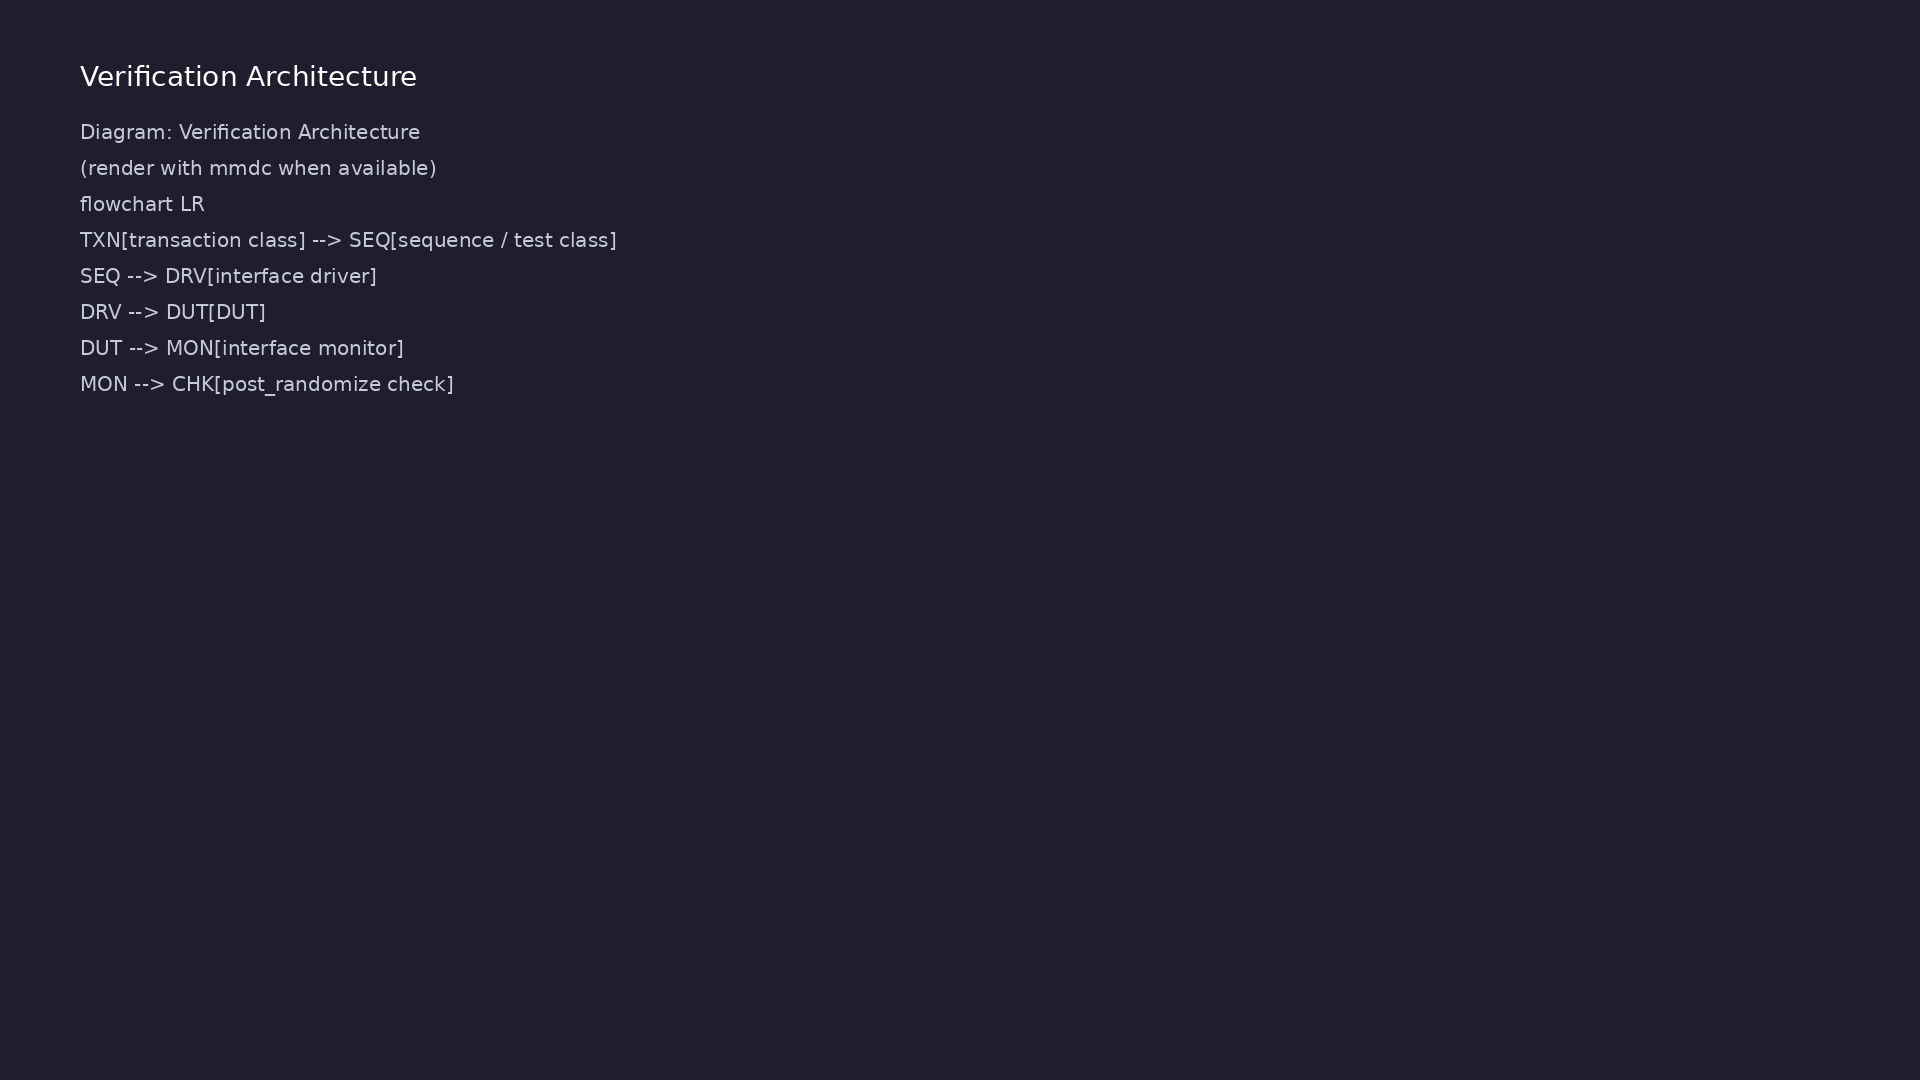 Verification Architecture
Diagram: Verification Architecture
(render with mmdc when available)
flowchart LR
TXN[transaction class] --> SEQ[sequence / test class]
SEQ --> DRV[interface driver]
DRV --> DUT[DUT]
DUT --> MON[interface monitor]
MON --> CHK[post_randomize check]